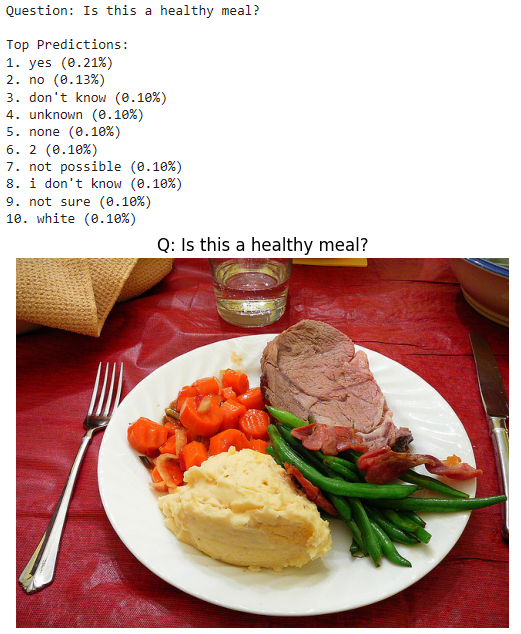 Question: Is this a healthy meal?
Top Predictions:
1. yes (0.21%)
2. no (0.13%)
3. don't know (0.10%)
4. unknown (0.10%)
5. none (0.10%)
6. 2 (0.10%)
7. not possible (0.10%)
8. i don't know (0.10%)
9. not sure (0.10%)
10. white (0.10%)
Q: Is this a healthy meal?